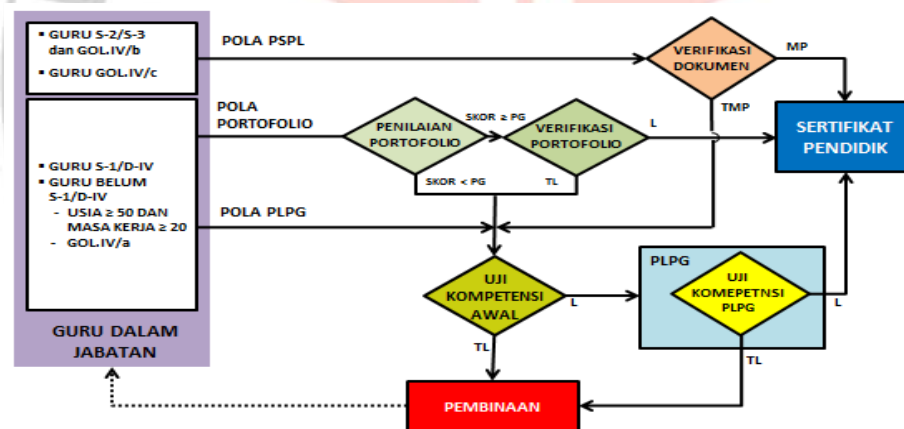 ▪ GURU S-2/S-3
dan GOL.IV/b
▪ GURU GOL.IV/c
POLA PSPL
VERIFIKASI
DOKUMEN
MP
TMP
POLA
PORTOFOLIO
PENILAIAN
PORTOFOLIO
SKOR ≥ PG
VERIFIKASI
PORTOFOLIO
L
SERTIFIKAT
PENDIDIK
SKOR < PG
TL
▪ GURU S-1/D-IV
▪ GURU BELUM
S-1/D-IV
- USIA ≥ 50 DAN
MASA KERJA ≥ 20
- GOL.IV/a
POLA PLPG
UJI
KOMPETENSI
AWAL
L
TL
PLPG
UJI
KOMEPETNSI
PLPG
L
TL
GURU DALAM
JABATAN
PEMBINAAN